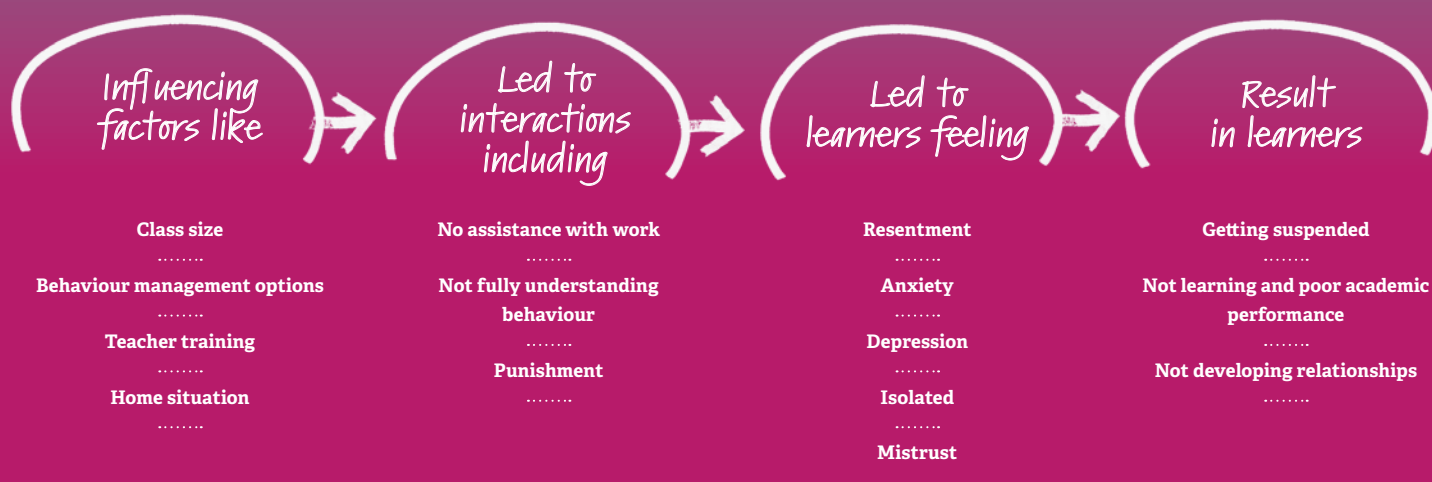 Influencing
factors like
Led to
interactions
including
Led to
learners feeling
Result
in learners
Class size
Behaviour management options
Teacher training
Home situation
No assistance with work
Not fully understanding
behaviour
Punishment
Resentment
Anxiety
Depression
Isolated
Mistrust
Getting suspended
Not learning and poor academic
performance
Not developing relationships